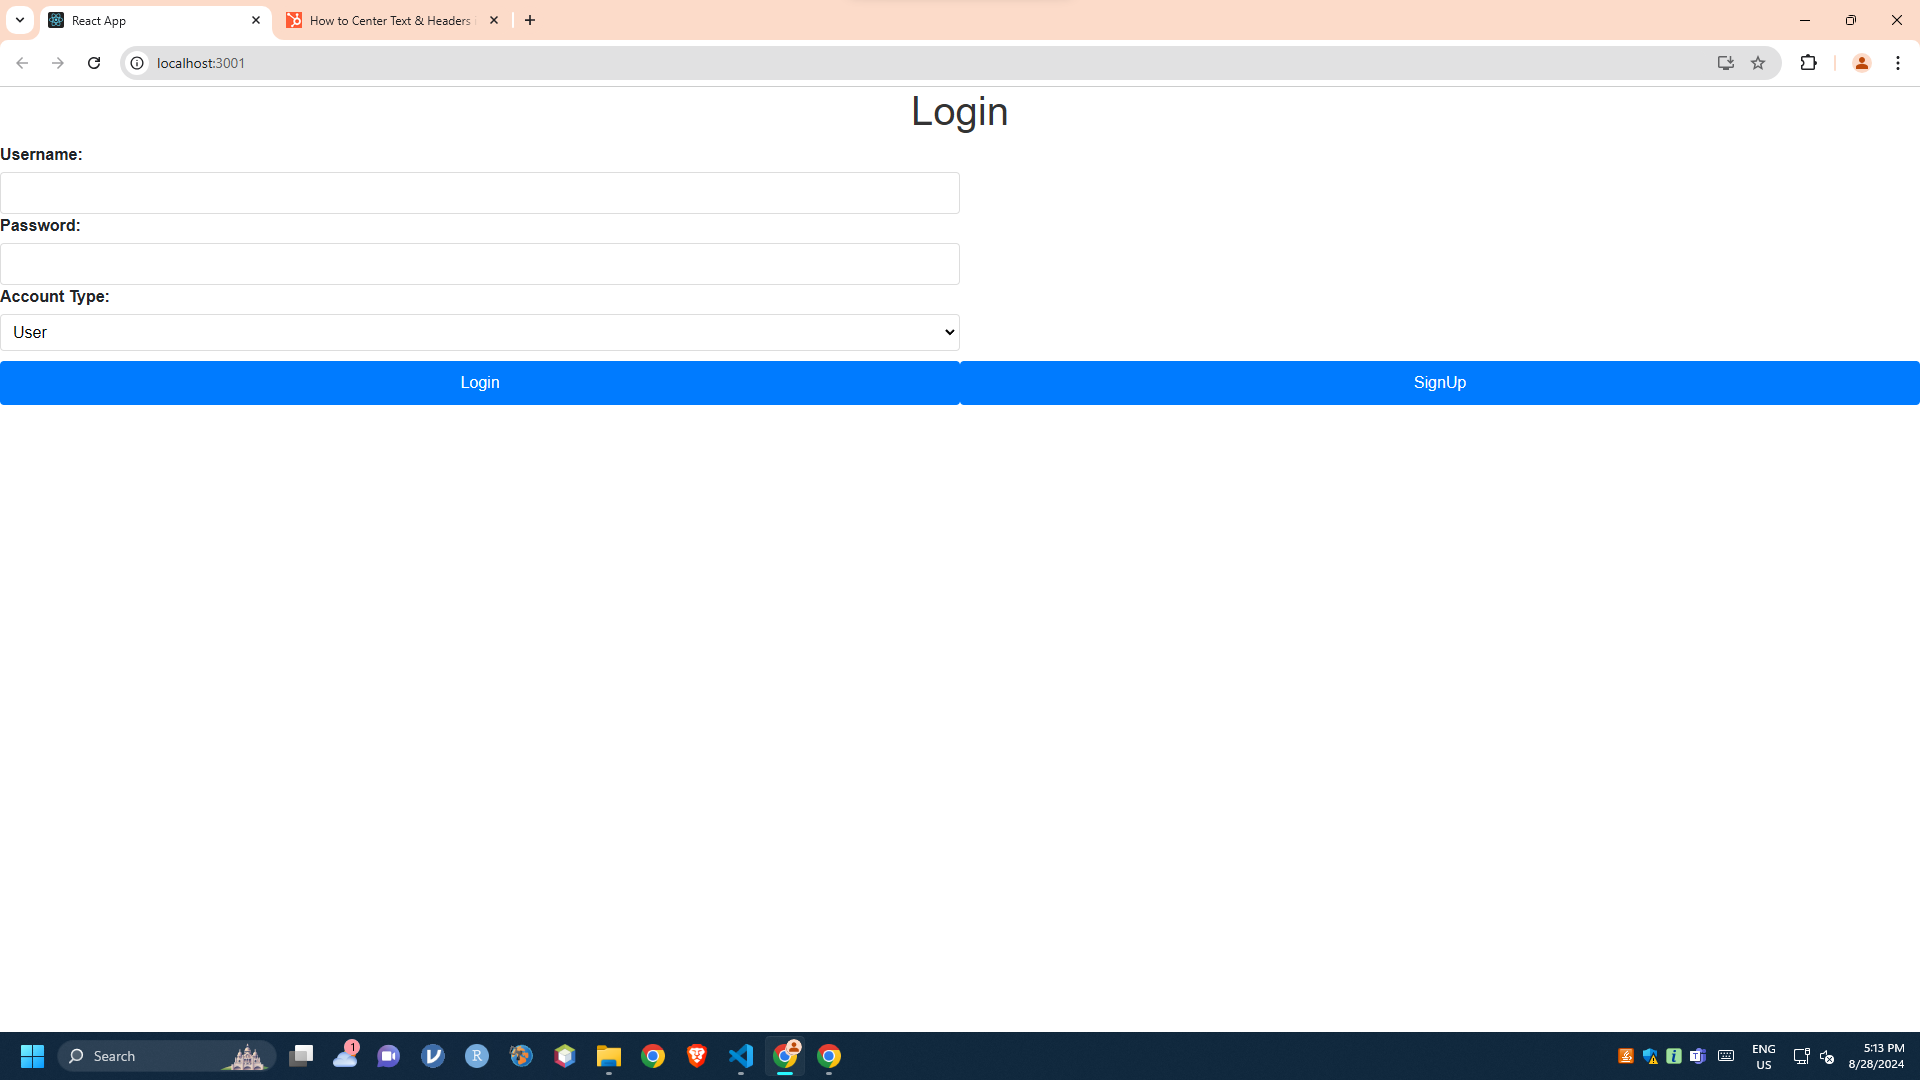 React App
How to Center Text & Headers
localhost:3001
Login
Username:
Password:
Account Type:
User
Login
SignUp
Search
1
ENG
US
5:13 PM
8/28/2024